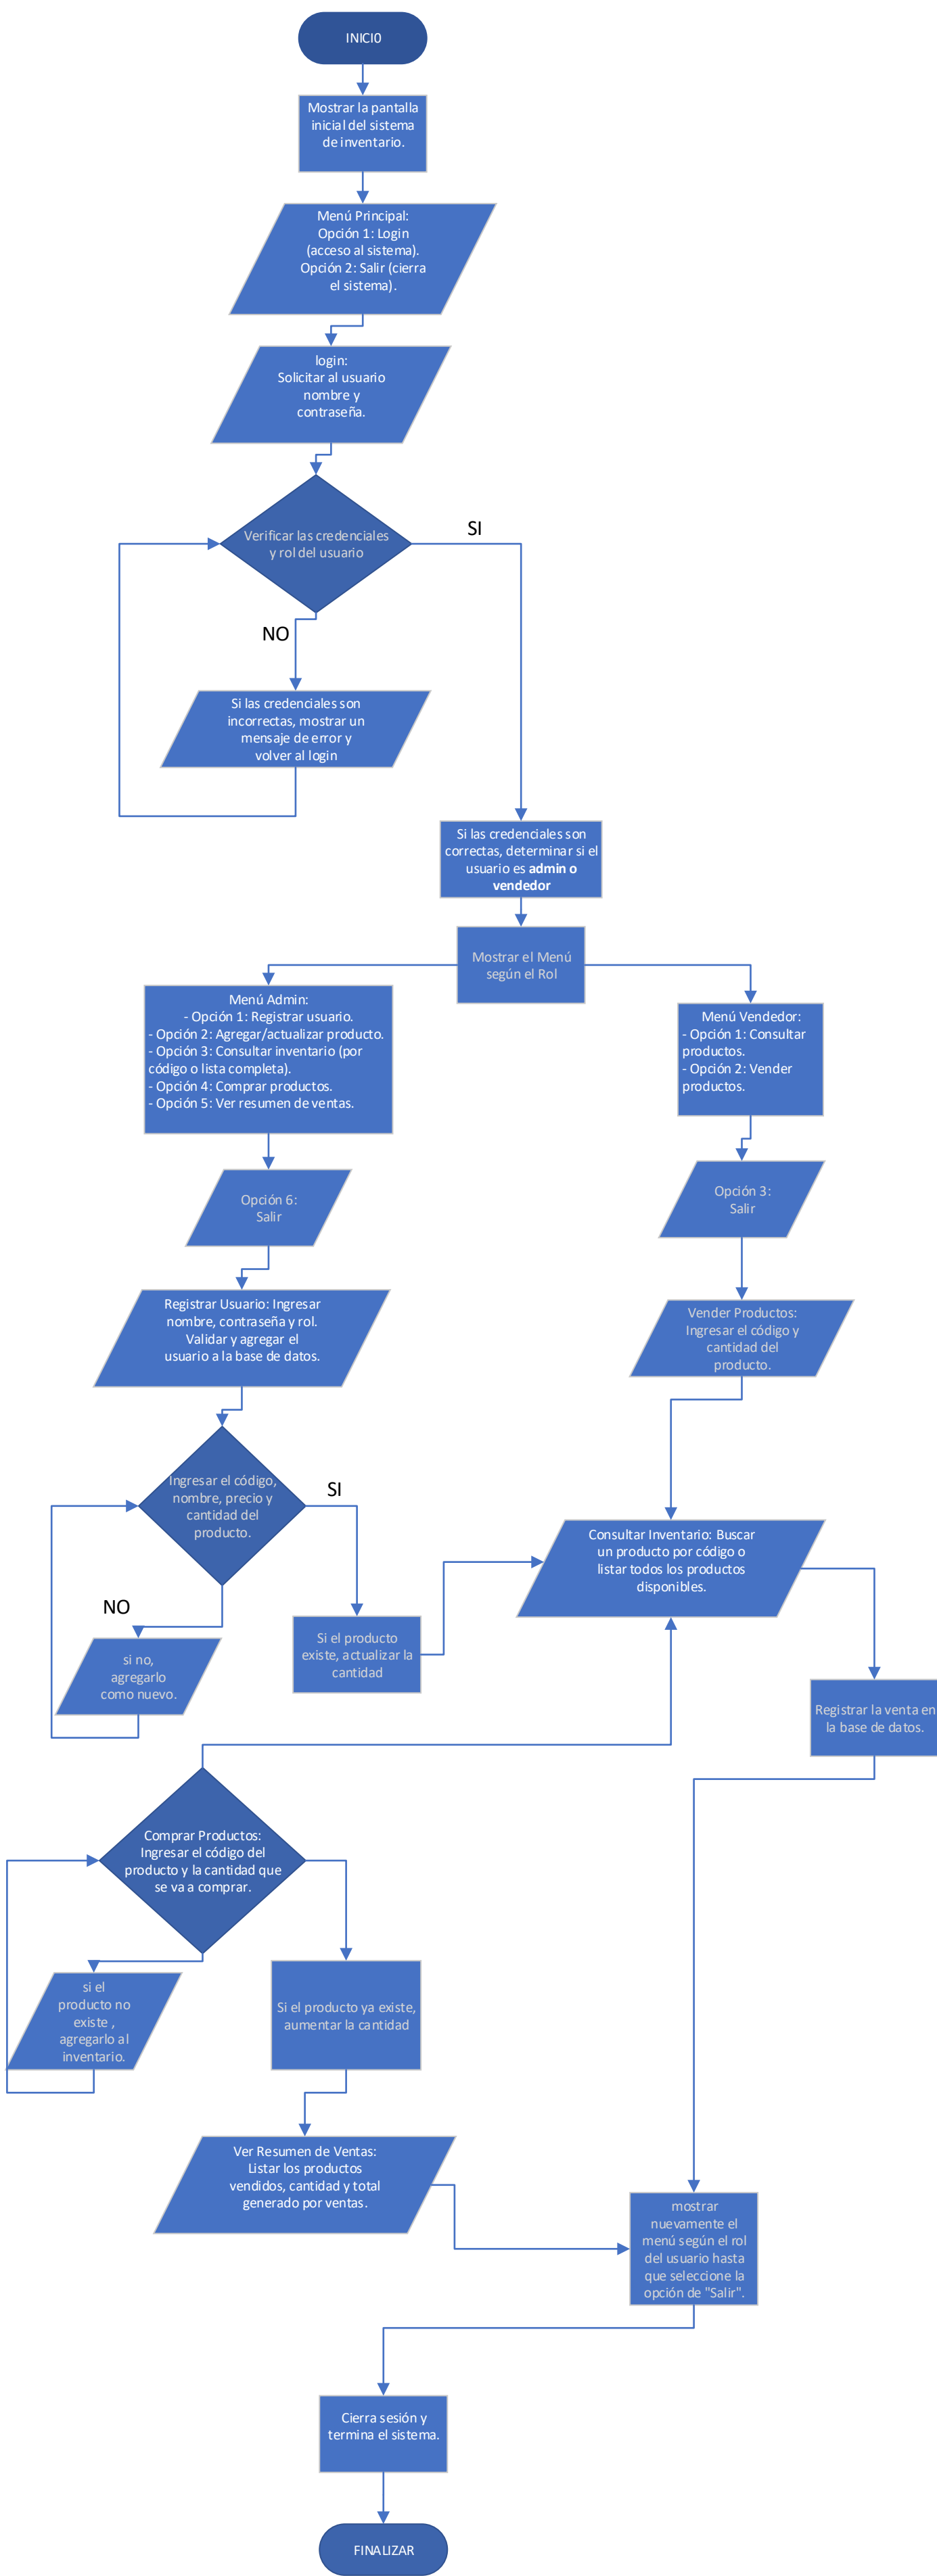 INICI0
Mostrar la pantalla
inicial del sistema
de inventario.
Menú Principal:
Opción 1: Login
(acceso al sistema).
Opción 2: Salir (cierra
el sistema).
login:
Solicitar al usuario
nombre y
contraseña.
Verificar las credenciales
y rol del usuario
SI
NO
Si las credenciales son
incorrectas, mostrar un
mensaje de error y
volver al login
Si las credenciales son
correctas, determinar si el
usuario es admin o
vendedor
Mostrar el Menú
según el Rol
Menú Admin:
- Opción 1: Registrar usuario.
- Opción 2: Agregar/actualizar producto.
- Opción 3: Consultar inventario (por
código o lista completa).
- Opción 4: Comprar productos.
- Opción 5: Ver resumen de ventas.
Menú Vendedor:
- Opción 1: Consultar
productos.
- Opción 2: Vender
productos.
Opción 6:
Salir
Opción 3:
Salir
Registrar Usuario: Ingresar
nombre, contraseña y rol.
Validar y agregar el
usuario a la base de datos.
Vender Productos:
Ingresar el código y
cantidad del
producto.
Ingresar el código,
nombre, precio y
cantidad del
producto.
SI
NO
Consultar Inventario: Buscar
un producto por código o
listar todos los productos
disponibles.
si no,
agregarlo
como nuevo.
Si el producto
existe, actualizar la
cantidad
Registrar la venta en
la base de datos.
Comprar Productos:
Ingresar el código del
producto y la cantidad que
se va a comprar.
si el
producto no
existe ,
agregarlo al
inventario.
Si el producto ya existe,
aumentar la cantidad
Ver Resumen de Ventas:
Listar los productos
vendidos, cantidad y total
generado por ventas.
mostrar
nuevamente el
menú según el rol
del usuario hasta
que seleccione la
opción de "Salir".
Cierra sesión y
termina el sistema.
FINALIZAR